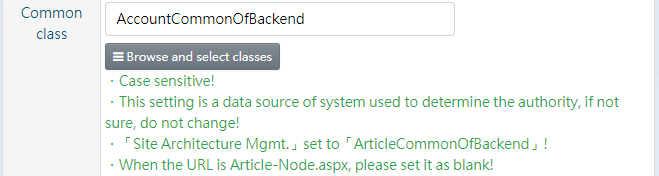 Common
class
AccountCommonOfBackend
Browse and select classes
・Case sensitive!
・This setting is a data source of system used to determine the authority, if not
sure, do not change!
・「Site Architecture Mgmt.」set to「ArticleCommonOfBackend」!
・When the URL is Article-Node.aspx, please set it as blank!